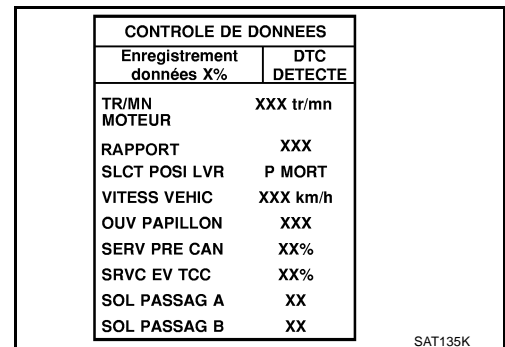 CONTROLE DE DONNEES
Enregistrement données X% DTC DETECTE
TR/MN MOTEUR XXX tr/mn
RAPPORT XXX
SLCT POSI LVR P MORT
VITESS VEHIC XXX km/h
OUV PAPILLON XXX
SERV PRE CAN XX%
SRVC EV TCC XX%
SOL PASSAG A XX
SOL PASSAG B XX
SAT135K